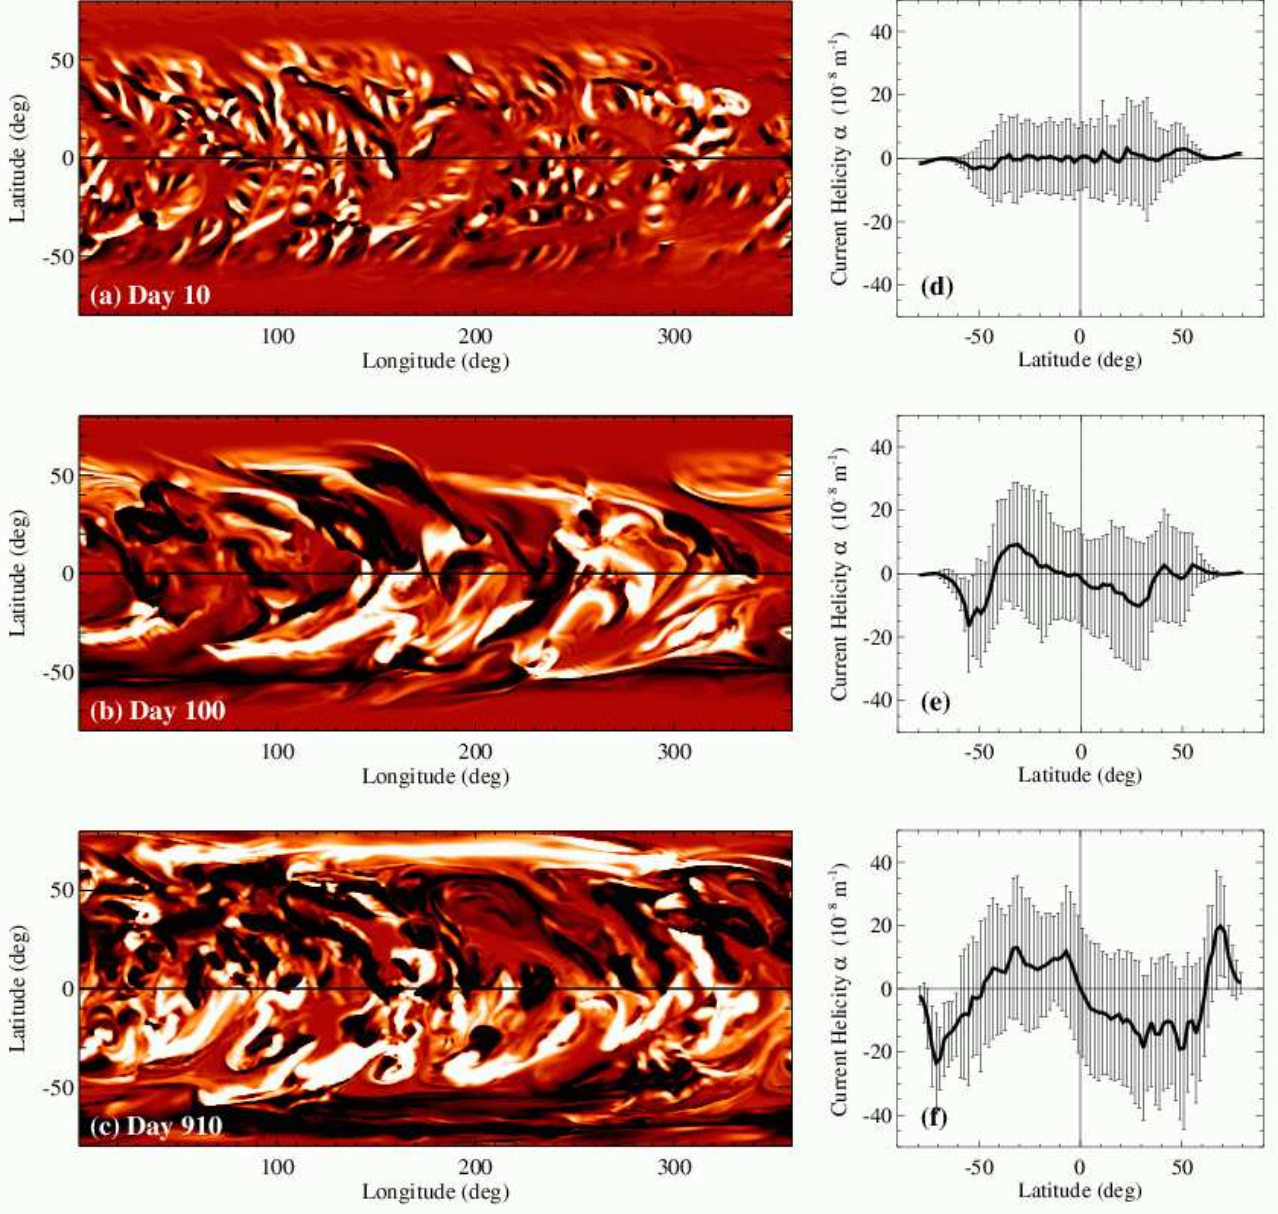 50
0
-50
Latitude (deg)
(a) Day 10
100 200 300
Longitude (deg)
40
20
0
-20
-40
Current Helicity α (10⁻⁸ m⁻¹)
(d)
-50 0 50
Latitude (deg)
50
0
-50
Latitude (deg)
(b) Day 100
100 200 300
Longitude (deg)
40
20
0
-20
-40
Current Helicity α (10⁻⁸ m⁻¹)
(e)
-50 0 50
Latitude (deg)
50
0
-50
Latitude (deg)
(c) Day 910
100 200 300
Longitude (deg)
40
20
0
-20
-40
Current Helicity α (10⁻⁸ m⁻¹)
(f)
-50 0 50
Latitude (deg)